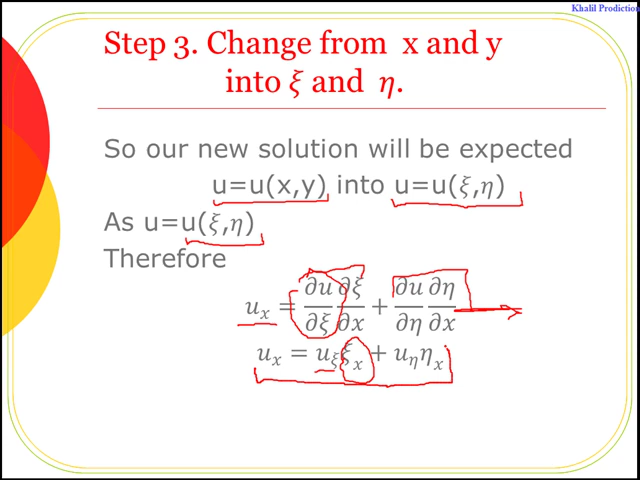 Khalil Prodiction
Step 3. Change from x and y
into ξ and η.
So our new solution will be expected
u=u(x,y) into u=u(ξ,η)
As u=u(ξ,η)
Therefore
u_x = ∂u/∂ξ ∂ξ/∂x + ∂u/∂η ∂η/∂x
u_x = u_ξ ξ_x + u_η η_x